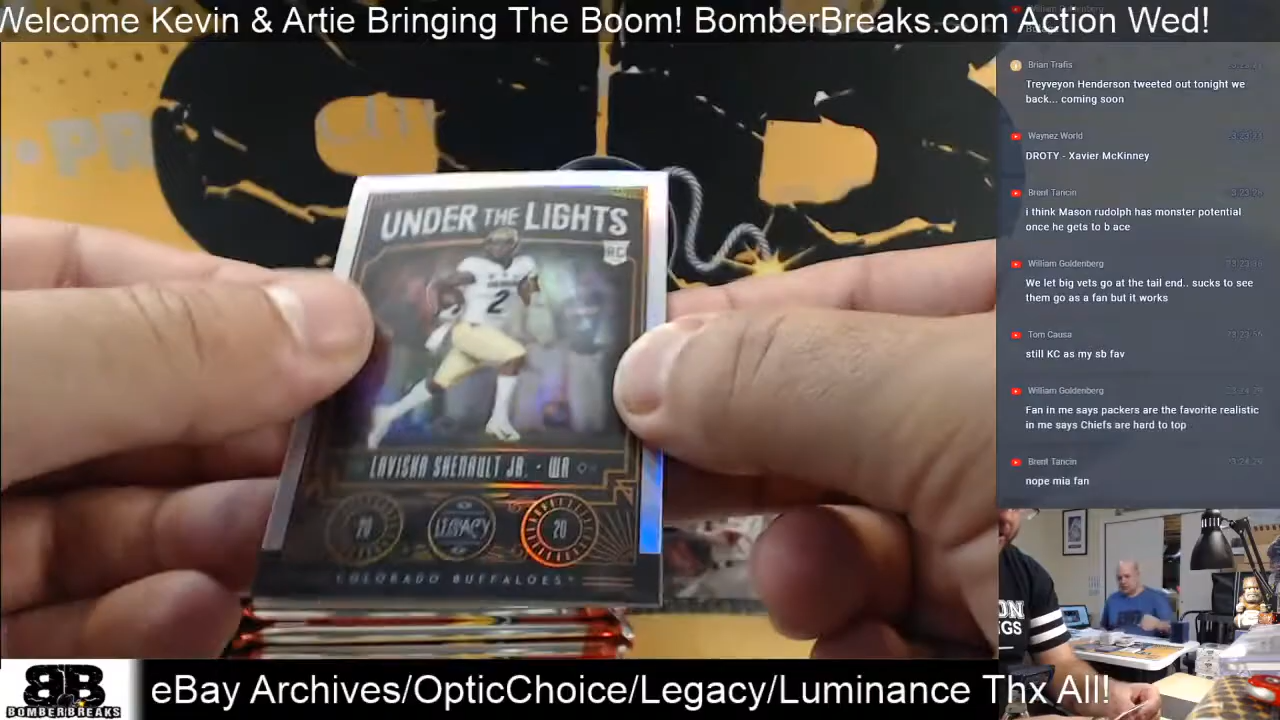 Welcome Kevin & Artie Bringing The Boom! BomberBreaks.com Action Wed!
UNDER THE LIGHTS
RC
2
LAVISKA SHENAULT JR. - WR
20 LEGACY 20
COLORADO BUFFALOES
Brian Trafis
Treyveyon Henderson tweeted out tonight we
back... coming soon
Waynez World
DROTY - Xavier McKinney
Brent Tancin
i think Mason rudolph has monster potential
once he gets to b ace
William Goldenberg
We let big vets go at the tail end.. sucks to see
them go as a fan but it works
Tom Causa
still KC as my sb fav
William Goldenberg
Fan in me says packers are the favorite realistic
in me says Chiefs are hard to top
Brent Tancin
nope mia fan
BB
BOMBERBREAKS
eBay Archives/OpticChoice/Legacy/Luminance Thx All!